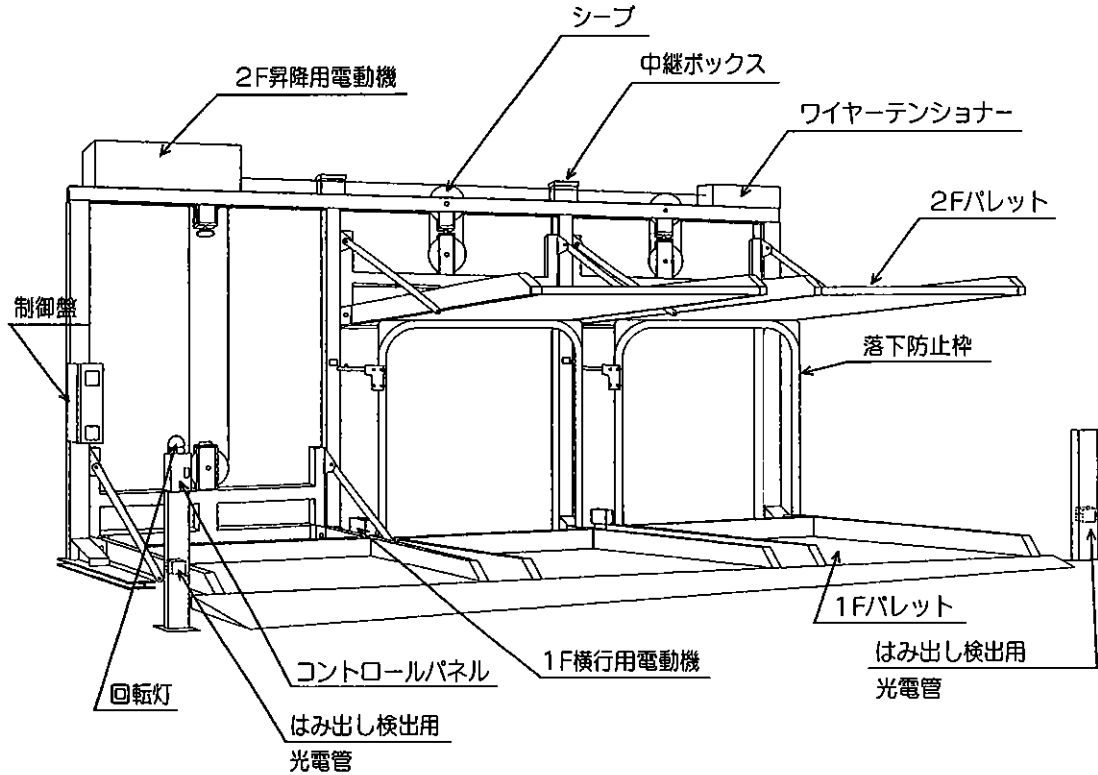 シーブ
中継ボックス
2F昇降用電動機
ワイヤーテンショナー
2Fパレット
制御盤
落下防止枠
1Fパレット
はみ出し検出用
光電管
1F横行用電動機
コントロールパネル
回転灯
はみ出し検出用
光電管